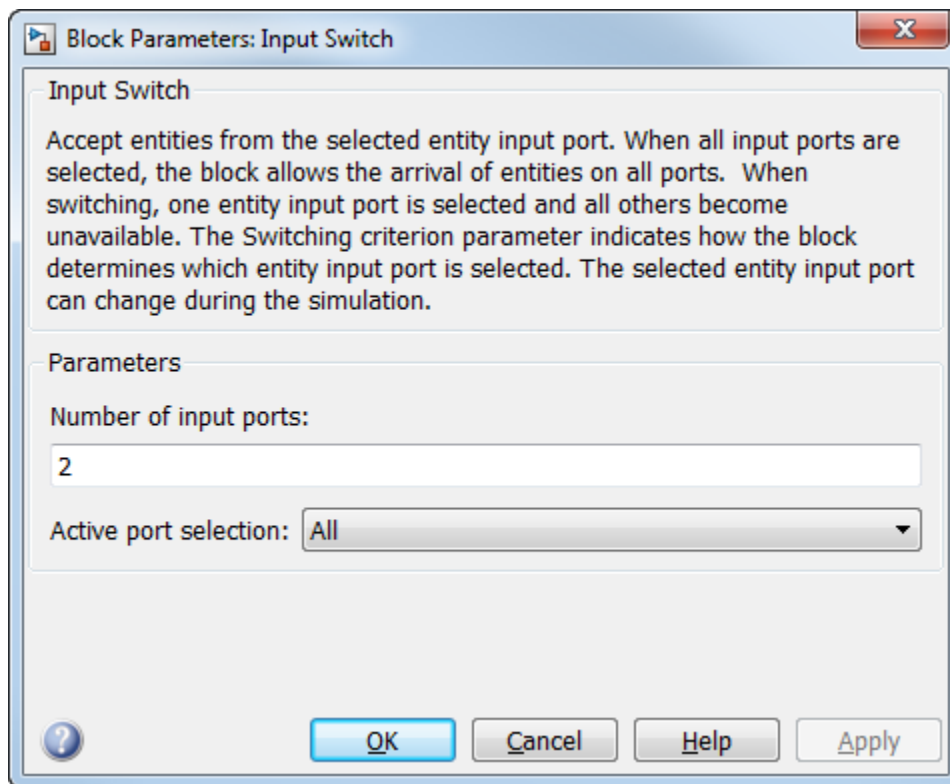 Block Parameters: Input Switch
Input Switch
Accept entities from the selected entity input port. When all input ports are
selected, the block allows the arrival of entities on all ports.  When
switching, one entity input port is selected and all others become
unavailable. The Switching criterion parameter indicates how the block
determines which entity input port is selected. The selected entity input port
can change during the simulation.
Parameters
Number of input ports:
2
Active port selection: All
? OK Cancel Help Apply